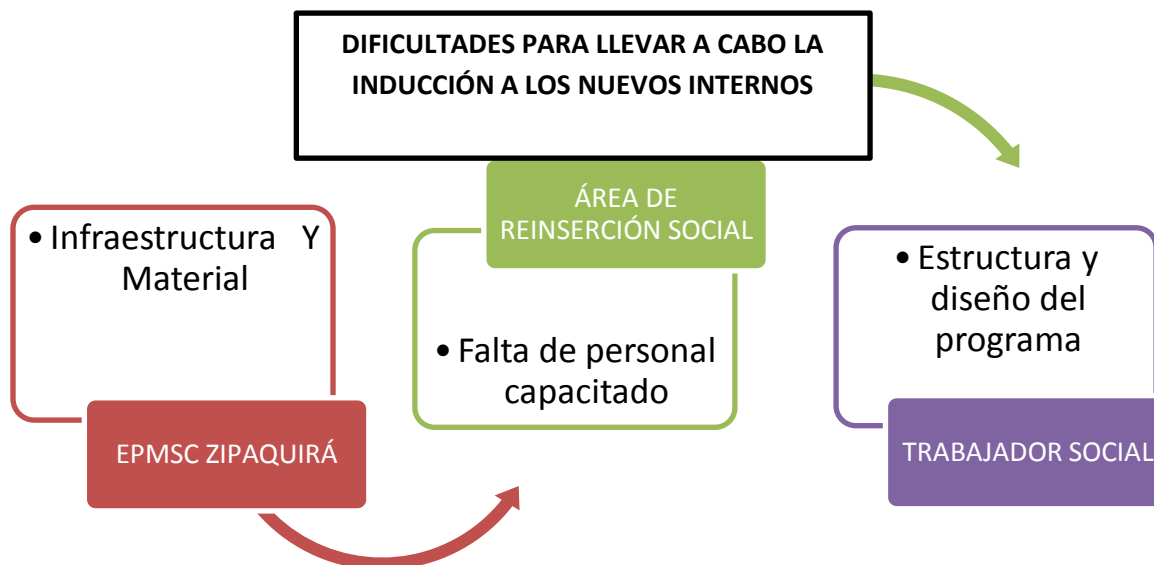 DIFICULTADES PARA LLEVAR A CABO LA
INDUCCIÓN A LOS NUEVOS INTERNOS
• Infraestructura Y
Material
EPMSC ZIPAQUIRÁ
ÁREA DE
REINSERCIÓN SOCIAL
• Falta de personal
capacitado
• Estructura y
diseño del
programa
TRABAJADOR SOCIAL